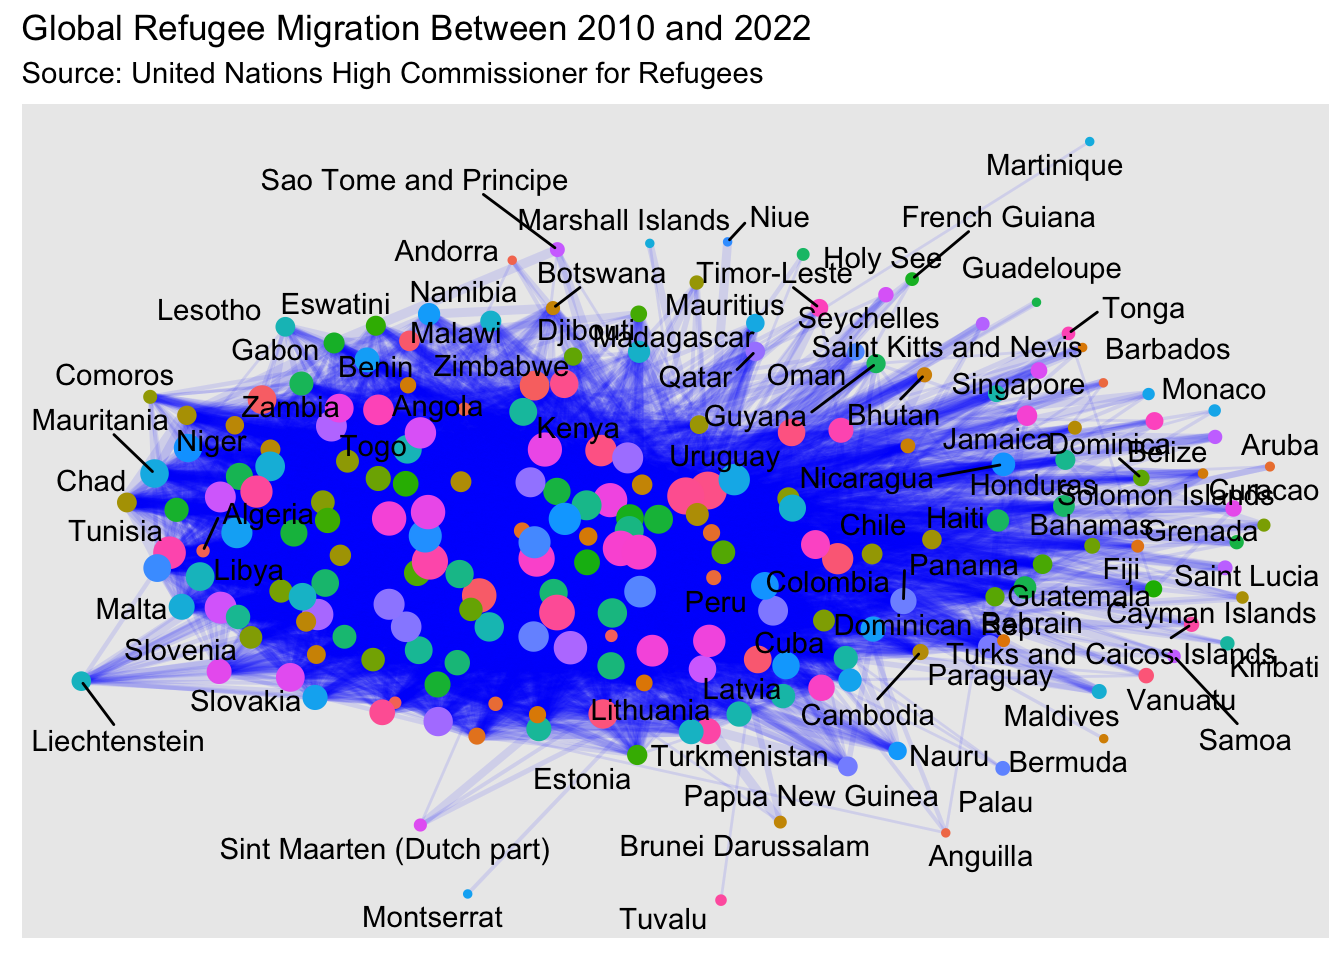 Global Refugee Migration Between 2010 and 2022
Source: United Nations High Commissioner for Refugees
Martinique
Sao Tome and Principe
Marshall Islands
Niue
French Guiana
Andorra
Holy See
Guadeloupe
Botswana
Timor-Leste
Namibia
Lesotho
Eswatini
Mauritius
Tonga
Seychelles
Malawi
Djibouti
Madagascar
Gabon
Saint Kitts and Nevis
Barbados
Benin
Zimbabwe
Comoros
Qatar
Oman
Singapore
Monaco
Zambia
Angola
Mauritania
Guyana
Bhutan
Kenya
Niger
Togo
Jamaica
Dominica
Belize
Aruba
Uruguay
Chad
Nicaragua
Honduras
Solomon Islands
Curacao
Algeria
Tunisia
Chile
Haiti
Bahamas
Grenada
Libya
Panama
Fiji
Saint Lucia
Colombia
Malta
Peru
Guatemala
Cayman Islands
Dominican Rep.
Bahrain
Slovenia
Cuba
Turks and Caicos Islands
Kiribati
Paraguay
Slovakia
Latvia
Lithuania
Vanuatu
Cambodia
Maldives
Liechtenstein
Samoa
Turkmenistan
Nauru
Bermuda
Estonia
Papua New Guinea
Palau
Sint Maarten (Dutch part)
Brunei Darussalam
Anguilla
Montserrat
Tuvalu